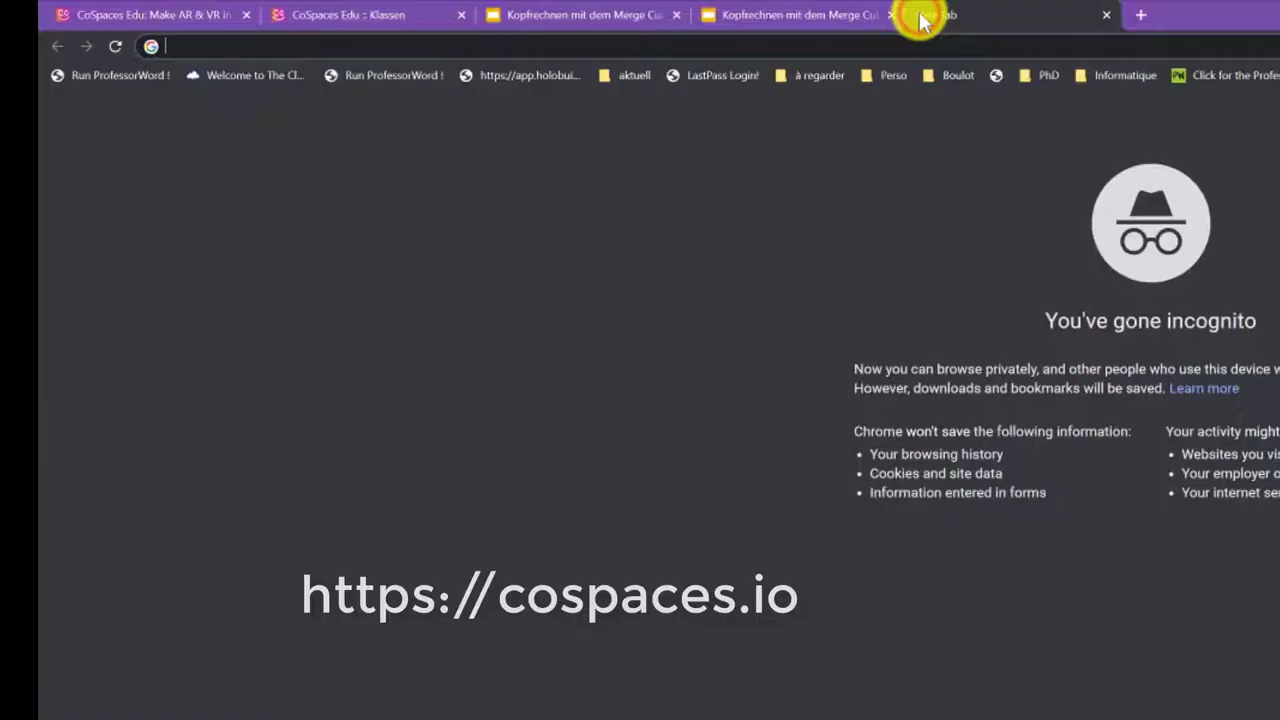 CoSpaces Edu: Make AR & VR in
CoSpaces Edu :: Klassen
Kopfrechnen mit dem Merge Cu
Kopfrechnen mit dem Merge Cu
Tab
Run ProfessorWord !
Welcome to The Cl...
Run ProfessorWord !
https://app.holobui...
aktuell
LastPass Login!
à regarder
Perso
Boulot
PhD
Informatique
Click for the Profe
You've gone incognito
Now you can browse privately, and other people who use this device w
However, downloads and bookmarks will be saved. Learn more
Chrome won't save the following information:
• Your browsing history
• Cookies and site data
• Information entered in forms
Your activity might
• Websites you vis
• Your employer o
• Your internet se
https://cospaces.io